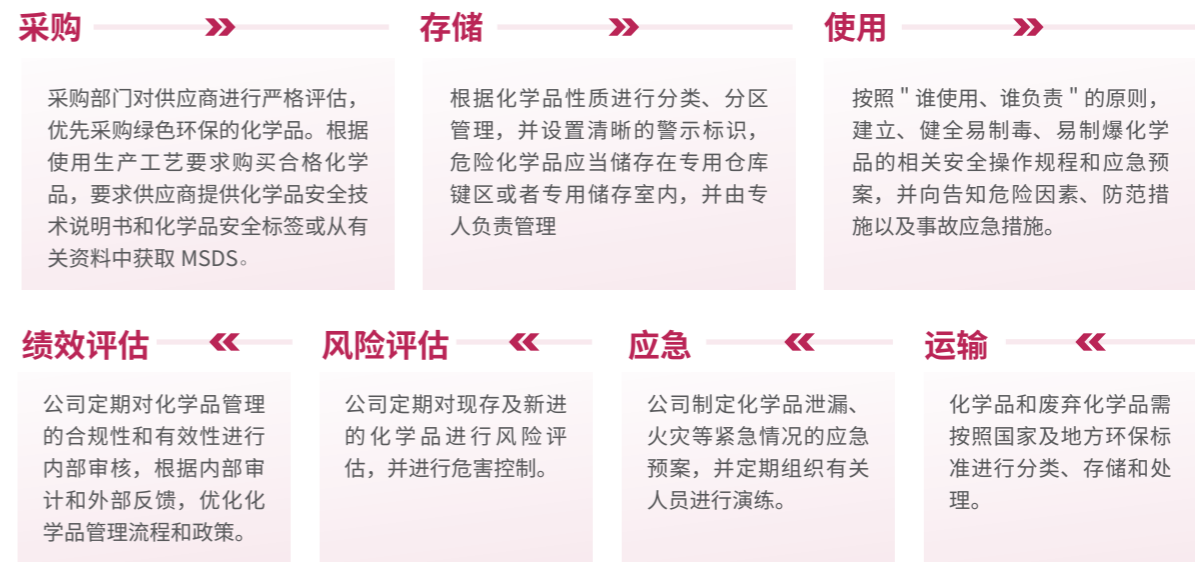 采购
采购部门对供应商进行严格评估，
优先采购绿色环保的化学品。根据
使用生产工艺要求购买合格化学
品，要求供应商提供化学品安全技
术说明书和化学品安全标签或从有
关资料中获取 MSDS。
存储
根据化学品性质进行分类、分区
管理，并设置清晰的警示标识，
危险化学品应当储存在专用仓库
键区或者专用储存室内，并由专
人负责管理
使用
按照 " 谁使用、谁负责 " 的原则，
建立、健全易制毒、易制爆化学
品的相关安全操作规程和应急预
案，并向告知危险因素、防范措
施以及事故应急措施。
绩效评估
公司定期对化学品管理
的合规性和有效性进行
内部审核，根据内部审
计和外部反馈，优化化
学品管理流程和政策。
风险评估
公司定期对现存及新进
的化学品进行风险评
估，并进行危害控制。
应急
公司制定化学品泄漏、
火灾等紧急情况的应急
预案，并定期组织有关
人员进行演练。
运输
化学品和废弃化学品需
按照国家及地方环保标
准进行分类、存储和处
理。